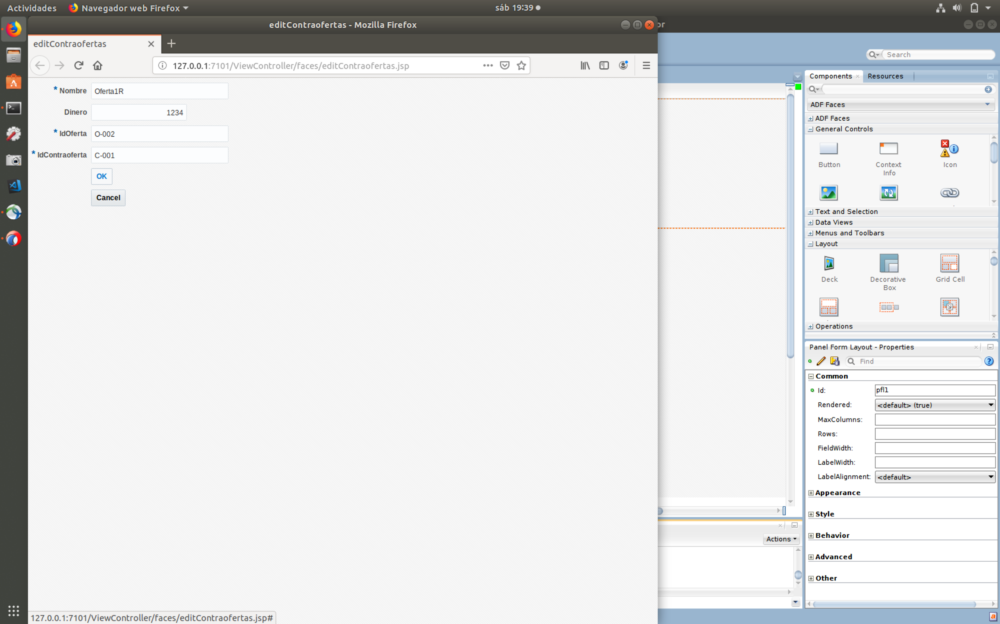 Actividades
Navegador web Firefox
sáb 19:39
editContraofertas - Mozilla Firefox
or
editContraofertas
127.0.0.1:7101/ViewController/faces/editContraofertas.jsp
Search
* Nombre
Oferta1R
Dinero
1234
* IdOferta
O-002
* IdContraoferta
C-001
OK
Cancel
Components
Resources
ADF Faces
ADF Faces
General Controls
Button
Context
Info
Icon
Text and Selection
Data Views
Menus and Toolbars
Layout
Deck
Decorative
Box
Grid Cell
Operations
Panel Form Layout - Properties
Find
Common
Id:
pfl1
Rendered:
<default> (true)
MaxColumns:
Rows:
FieldWidth:
LabelWidth:
LabelAlignment:
<default>
Appearance
Style
Behavior
Actions
Advanced
Other
127.0.0.1:7101/ViewController/faces/editContraofertas.jsp#